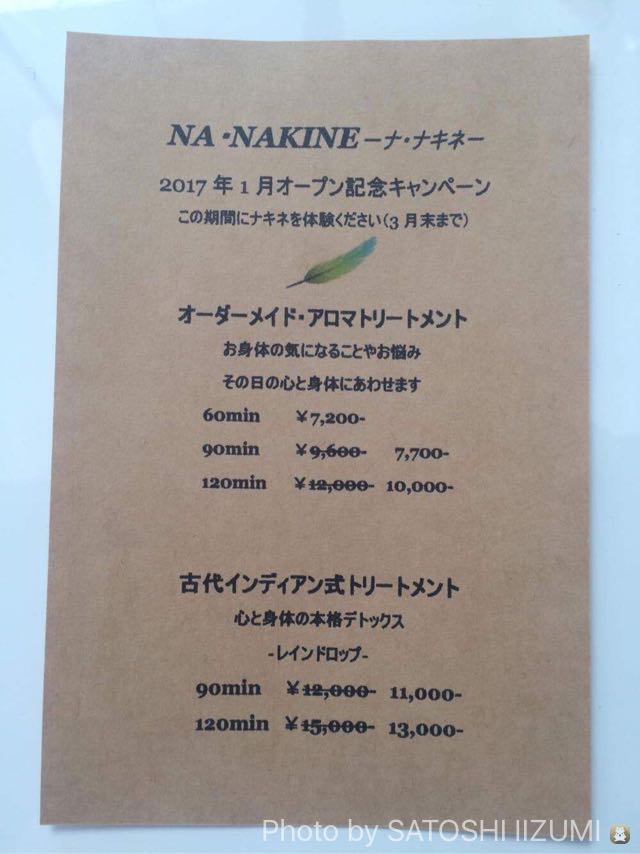 NA・NAKINEーナ・ナキネー
2017年1月オープン記念キャンペーン
この期間にナキネを体験ください（3月末まで）
オーダーメイド・アロマトリートメント
お身体の気になることやお悩み
その日の心と身体にあわせます
60min ￥7,200-
90min ￥9,600- 7,700-
120min ￥12,000- 10,000-
古代インディアン式トリートメント
心と身体の本格デトックス
-レインドロップ-
90min ￥12,000- 11,000-
120min ￥15,000- 13,000-
Photo by SATOSHI IIZUMI